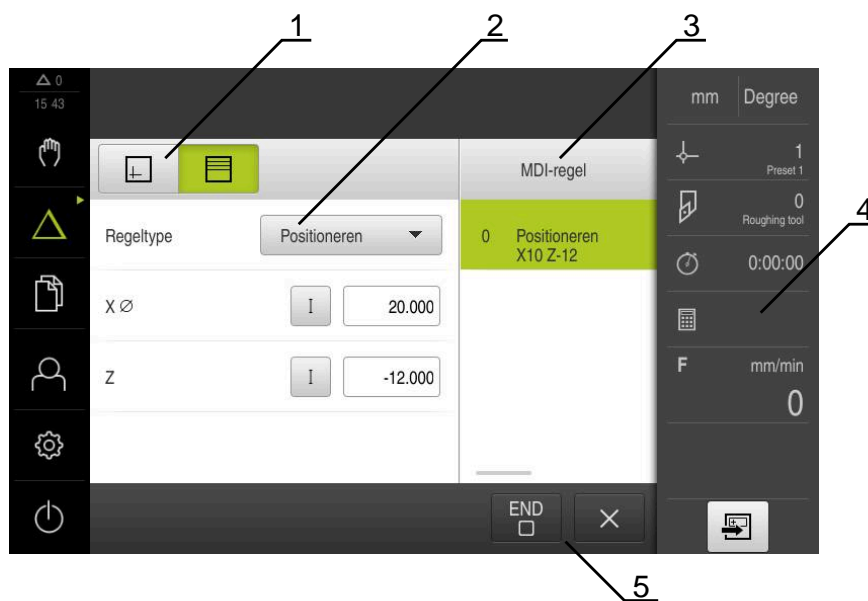 1 2 3
0
15 43
mm Degree
1
Preset 1
MDI-regel
0
Roughing tool
4
Regeltype Positioneren
0 Positioneren
X10 Z-12
0:00:00
X Ø I 20.000
Z I -12.000
F mm/min
0
END
5